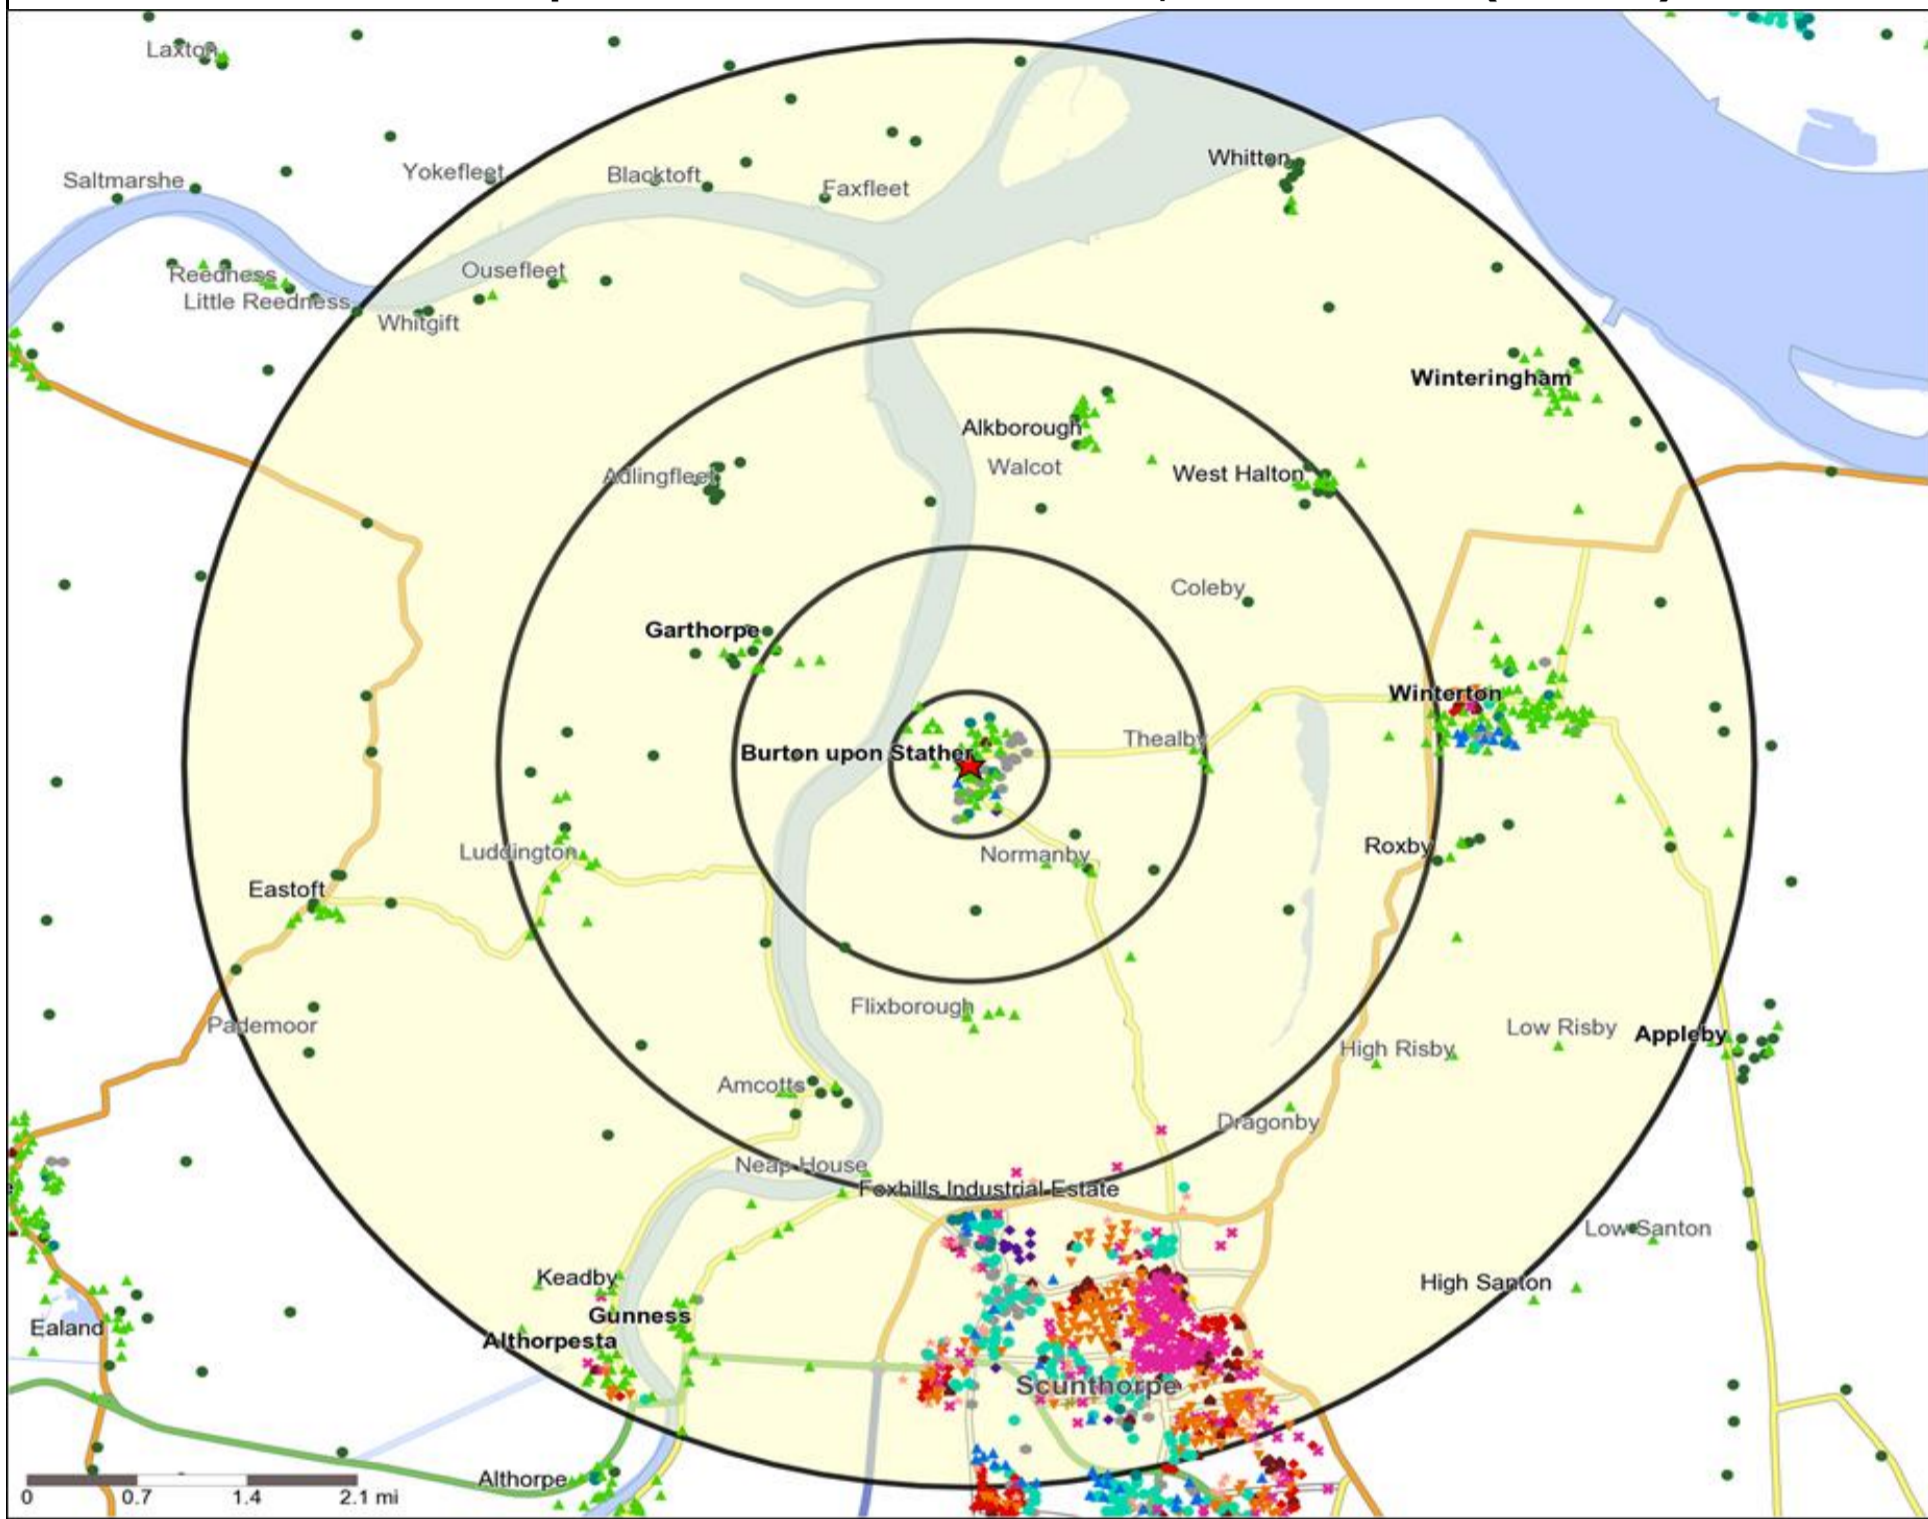 Laxton
Whitton
Saltmarshe
Yokefleet
Blacktoft
Faxfleet
Reedness
Ousefleet
Little Reedness
Whitgift
Winteringham
Alkborough
Walcot
West Halton
Adlingfleet
Coleby
Garthorpe
Winterton
Thealby
Burton upon Stather
Luddington
Normanby
Roxby
Eastoft
Flixborough
Pademoor
Low Risby
Appleby
High Risby
Amcotts
Dragonby
Neap House
Foxhills Industrial Estate
Low Santon
Keadby
High Santon
Gunness
Ealand
Althorpesta
Scunthorpe
Althorpe
0 0.7 1.4 2.1 mi